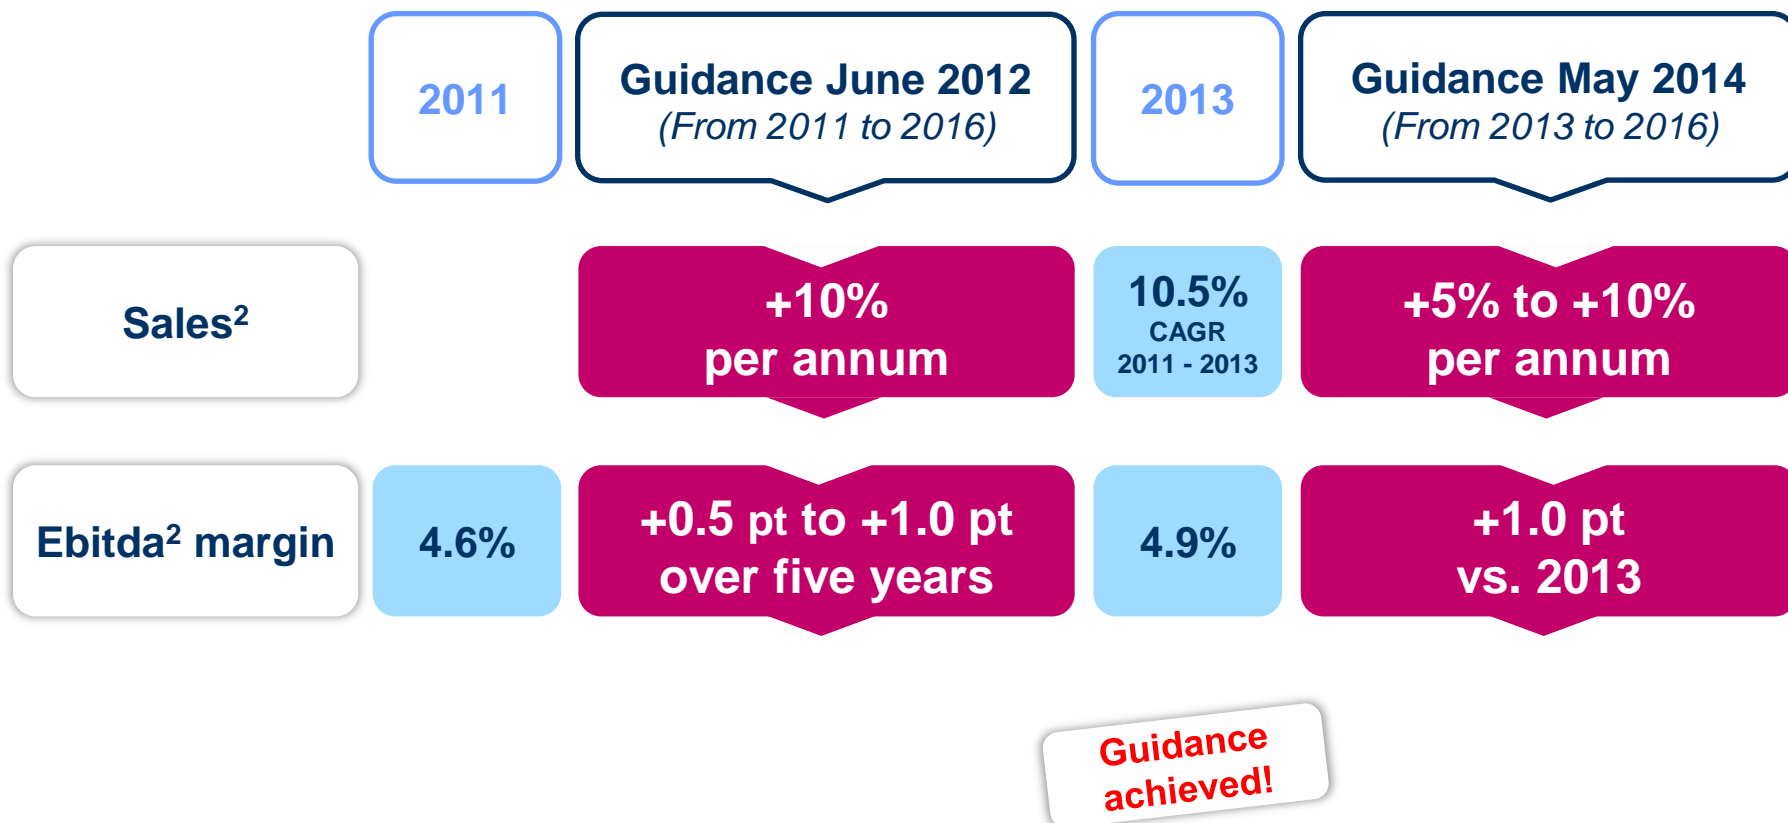 2011
Guidance June 2012
(From 2011 to 2016)
2013
Guidance May 2014
(From 2013 to 2016)
Sales²
+10%
per annum
10.5%
CAGR
2011 - 2013
+5% to +10%
per annum
Ebitda² margin
4.6%
+0.5 pt to +1.0 pt
over five years
4.9%
+1.0 pt
vs. 2013
Guidance
achieved!